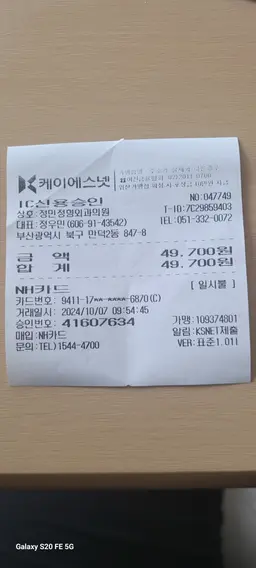 케이에스넷
IC신용승인
NO:047749
상호:정민정형외과의원 T-ID:7C29859403
대표:정우민(606-91-43542) TEL:051-332-0072
부산광역시 북구 만덕2동 847-8
금 액 49,700원
합 계 49,700원
NH카드 [ 일시불 ]
카드번호: 9411-17**-****-6870(C)
거래일시: 2024/10/07 09:54:45
승인번호: 41607634 가맹:109374801
매입:NH카드 알림:KSNET제출
문의:TEL)1544-4700 VER:표준1.01I
Galaxy S20 FE 5G